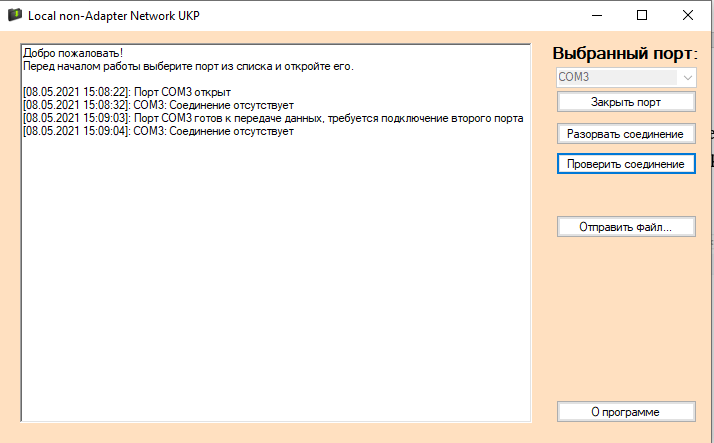 Local non-Adapter Network UKP
Добро пожаловать!
Перед началом работы выберите порт из списка и откройте его.
[08.05.2021 15:08:22]: Порт COM3 открыт
[08.05.2021 15:08:32]: COM3: Соединение отсутствует
[08.05.2021 15:09:03]: Порт COM3 готов к передаче данных, требуется подключение второго порта
[08.05.2021 15:09:04]: COM3: Соединение отсутствует
Выбранный порт:
COM3
Закрыть порт
Разорвать соединение
Проверить соединение
Отправить файл...
О программе